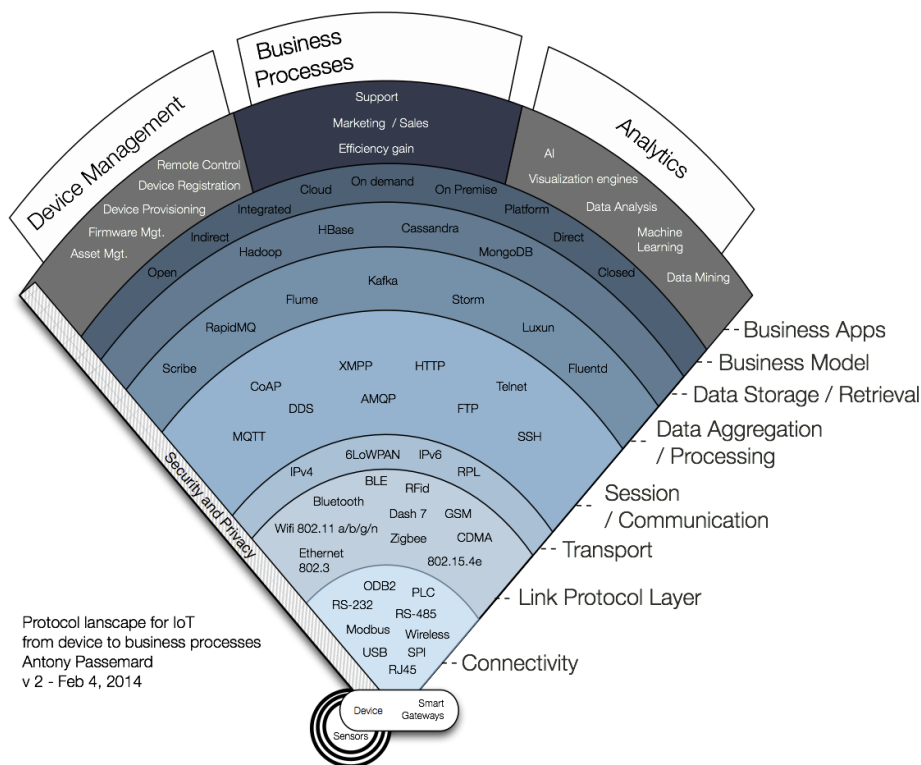 Business
Processes
Device Management
Analytics
Support
Marketing / Sales
Efficiency gain
Remote Control
Device Registration
Device Provisioning
Firmware Mgt.
Asset Mgt.
AI
Visualization engines
Data Analysis
Machine
Learning
Data Mining
Open
Indirect
Integrated
Cloud
On demand
On Premise
Platform
Direct
Closed
Hadoop
HBase
Cassandra
MongoDB
Scribe
RapidMQ
Flume
Kafka
Storm
Luxun
Fluentd
MQTT
CoAP
DDS
XMPP
AMQP
HTTP
FTP
Telnet
SSH
IPv4
6LoWPAN
IPv6
RPL
BLE
RFid
Bluetooth
Dash 7
GSM
Wifi 802.11 a/b/g/n
Zigbee
CDMA
Ethernet
802.3
802.15.4e
ODB2
PLC
RS-232
RS-485
Modbus
Wireless
USB
SPI
RJ45
Security and Privacy
Business Apps
Business Model
Data Storage / Retrieval
Data Aggregation
/ Processing
Session
/ Communication
Transport
Link Protocol Layer
Connectivity
Protocol lanscape for IoT
from device to business processes
Antony Passemard
v 2 - Feb 4, 2014
Device
Smart
Gateways
Sensors